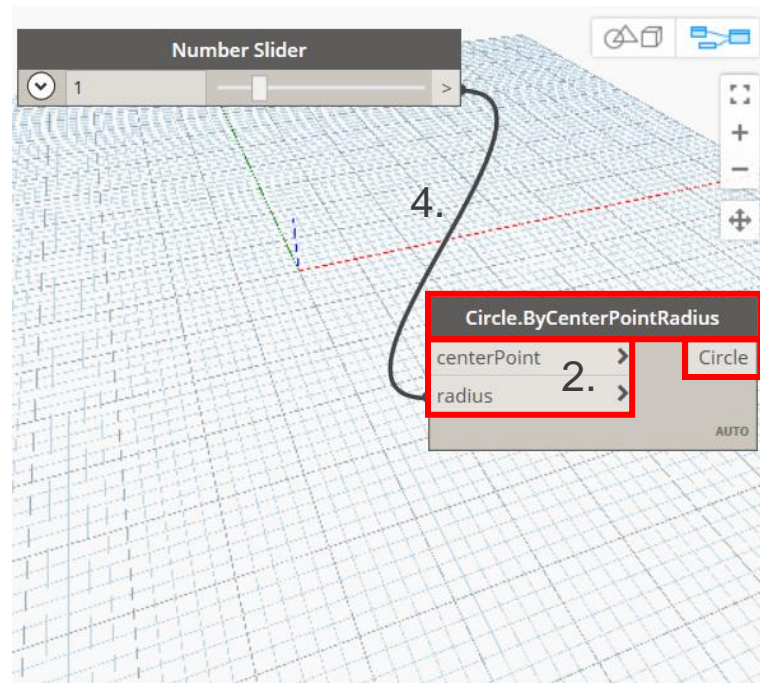 Number Slider
1 >
4.
Circle.ByCenterPointRadius
centerPoint > Circle
2.
radius >
AUTO